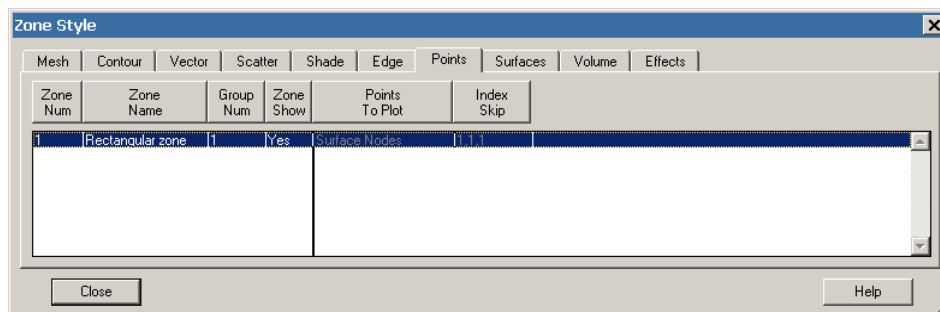 Zone Style
Mesh Contour Vector Scatter Shade Edge Points Surfaces Volume Effects
Zone Num Zone Name Group Num Zone Show Points To Plot Index Skip
1 Rectangular zone 1 Yes Surface Nodes 1,1,1
Close Help